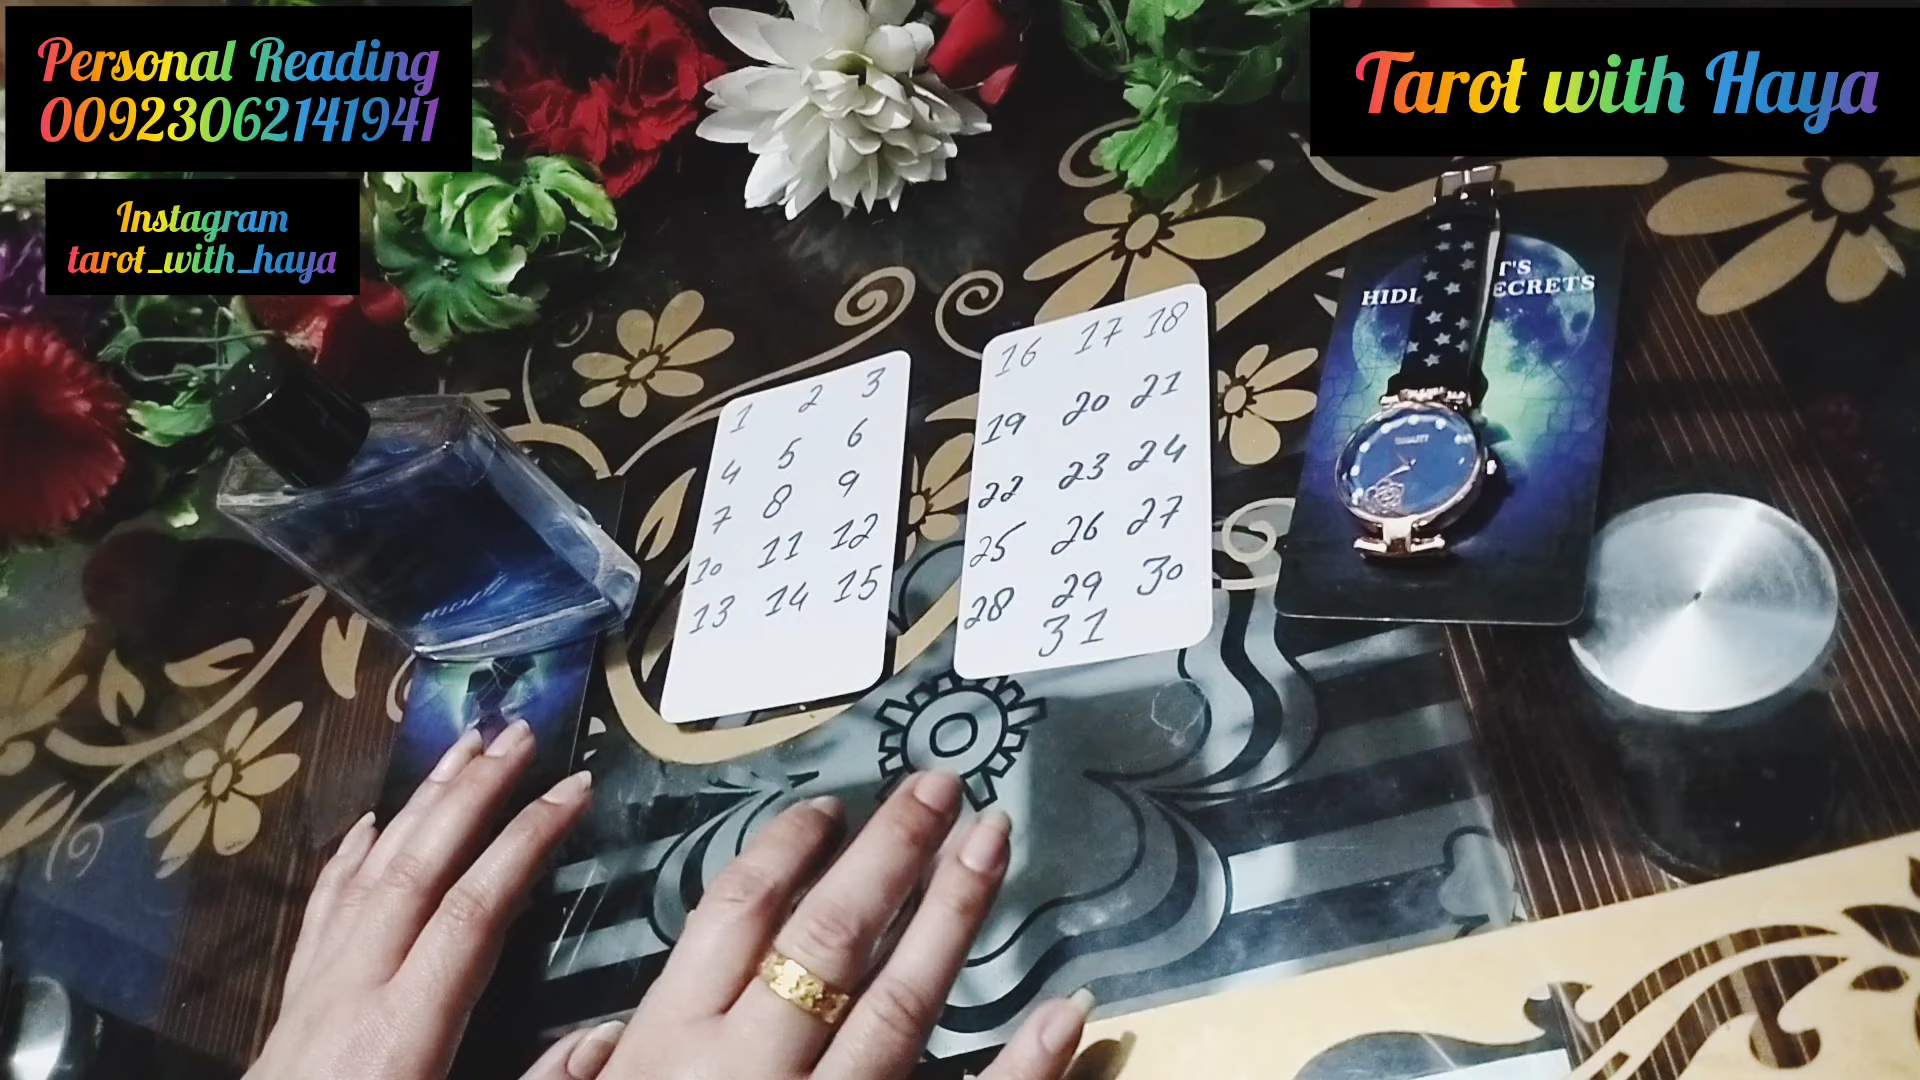 Personal Reading
00923062141941
Instagram
tarot_with_haya
Tarot with Haya
1 2 3
4 5 6
7 8 9
10 11 12
13 14 15
16 17 18
19 20 21
22 23 24
25 26 27
28 29 30
31